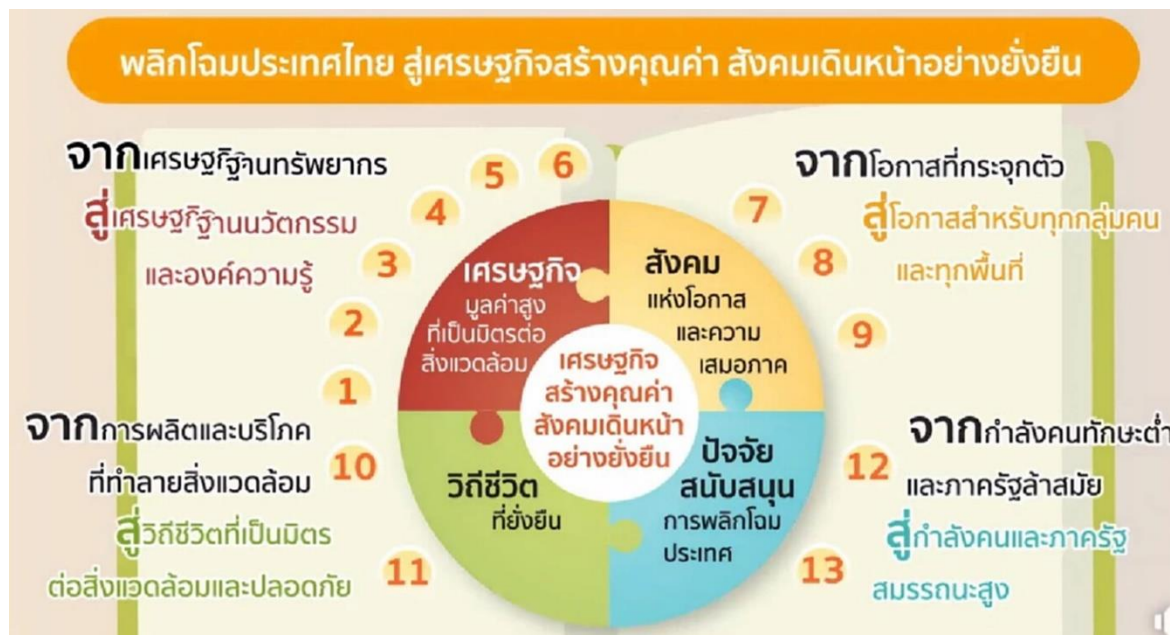 พลิกโฉมประเทศไทย สู่เศรษฐกิจสร้างคุณค่า สังคมเดินหน้าอย่างยั่งยืน
จากเศรษฐกิจฐานทรัพยากร
สู่เศรษฐกิจฐานนวัตกรรม
และองค์ความรู้
1
2
3
4
5
6
เศรษฐกิจ
มูลค่าสูง
ที่เป็นมิตรต่อ
สิ่งแวดล้อม
จากโอกาสที่กระจุกตัว
สู่โอกาสสำหรับทุกกลุ่มคน
และทุกพื้นที่
7
8
9
สังคม
แห่งโอกาส
และความ
เสมอภาค
เศรษฐกิจ
สร้างคุณค่า
สังคมเดินหน้า
อย่างยั่งยืน
จากการผลิตและบริโภค
ที่ทำลายสิ่งแวดล้อม
สู่วิถีชีวิตที่เป็นมิตร
ต่อสิ่งแวดล้อมและปลอดภัย
10
11
วิถีชีวิต
ที่ยั่งยืน
ปัจจัย
สนับสนุน
การพลิกโฉม
ประเทศ
12
13
จากกำลังคนทักษะต่ำ
และภาครัฐล้าสมัย
สู่กำลังคนและภาครัฐ
สมรรถนะสูง